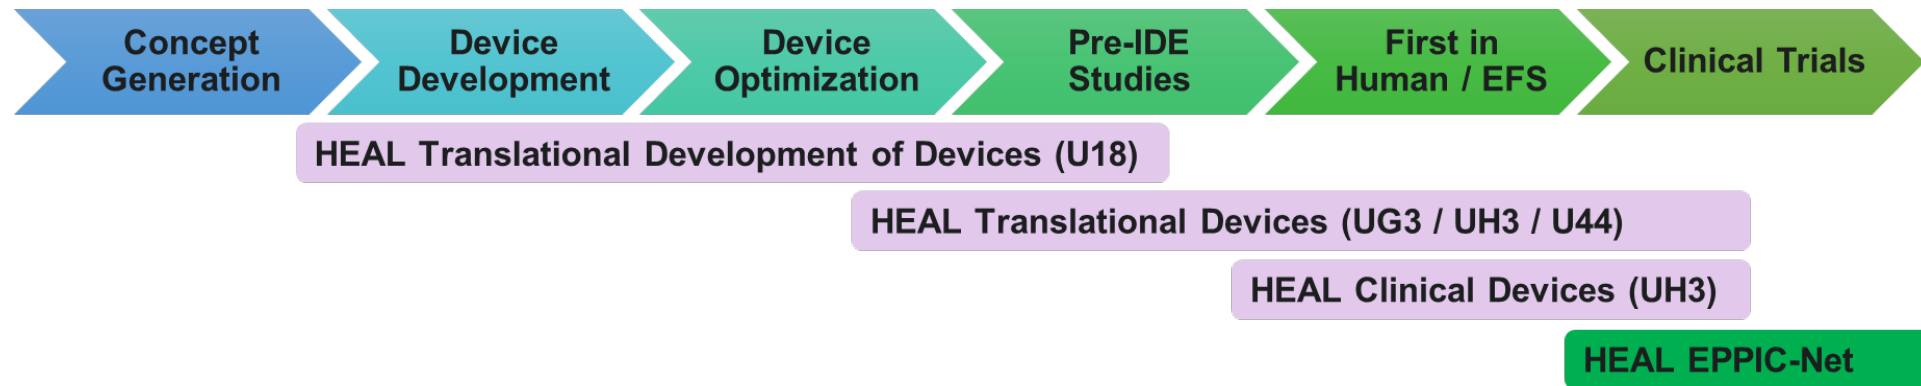 Concept
Generation
Device
Development
Device
Optimization
Pre-IDE
Studies
First in
Human / EFS
Clinical Trials
HEAL Translational Development of Devices (U18)
HEAL Translational Devices (UG3 / UH3 / U44)
HEAL Clinical Devices (UH3)
HEAL EPPIC-Net